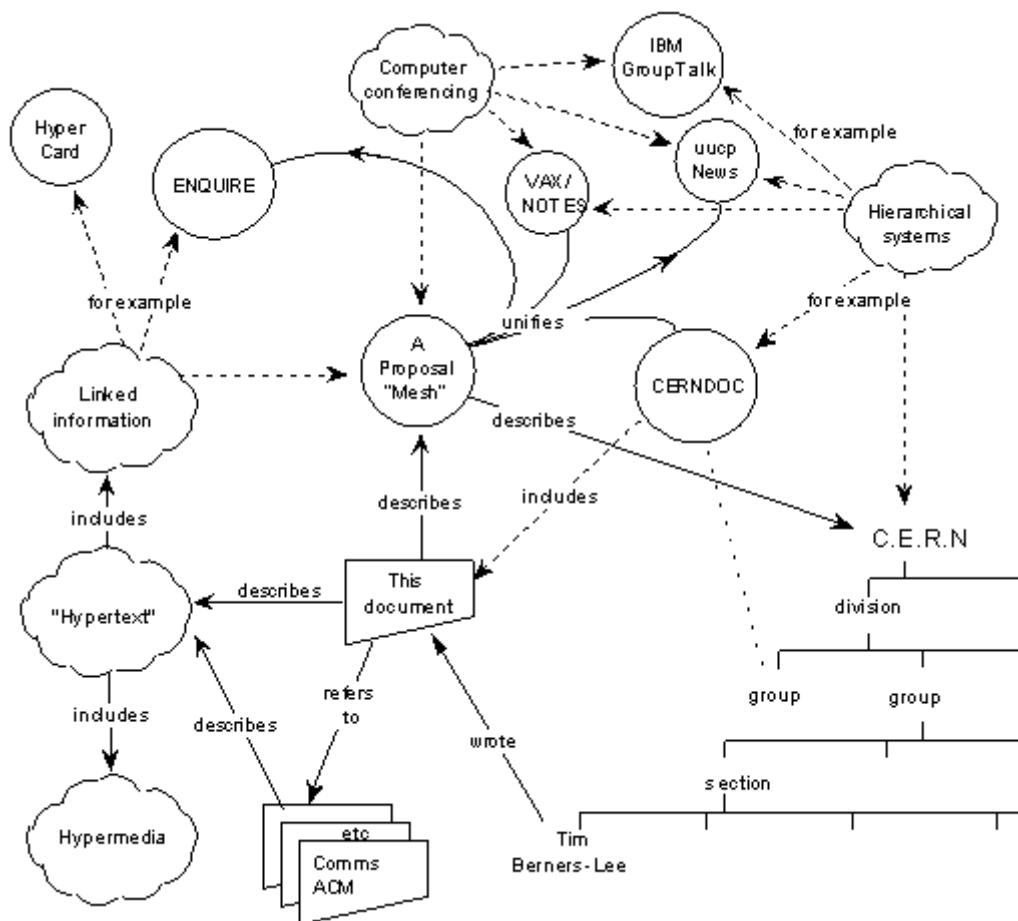 IBM
GroupTalk
Computer
conferencing
Hyper
Card
for example
uucp
News
ENQUIRE
VAX/
NOTES
Hierarchical
systems
for example
for example
unifies
A
Proposal
"Mesh"
CERNDOC
Linked
information
describes
describes
includes
includes
C.E.R.N
This
document
describes
division
"Hypertext"
refers
to
group
group
includes
describes
wrote
section
Hypermedia
etc
Comms
ACM
Tim
Berners-Lee